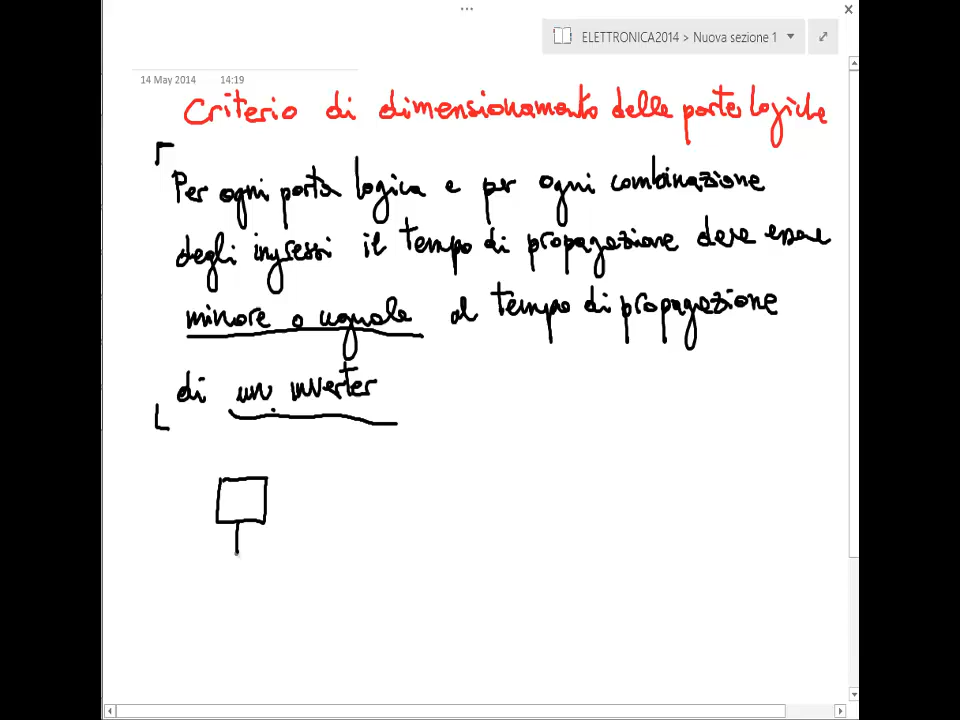 ELETTRONICA2014 > Nuova sezione 1
14 May 2014 14:19
Criterio di dimensionamento delle porte logiche
Per ogni porta logica e per ogni combinazione
degli ingressi il tempo di propagazione deve essere
minore o uguale al tempo di propagazione
di un inverter